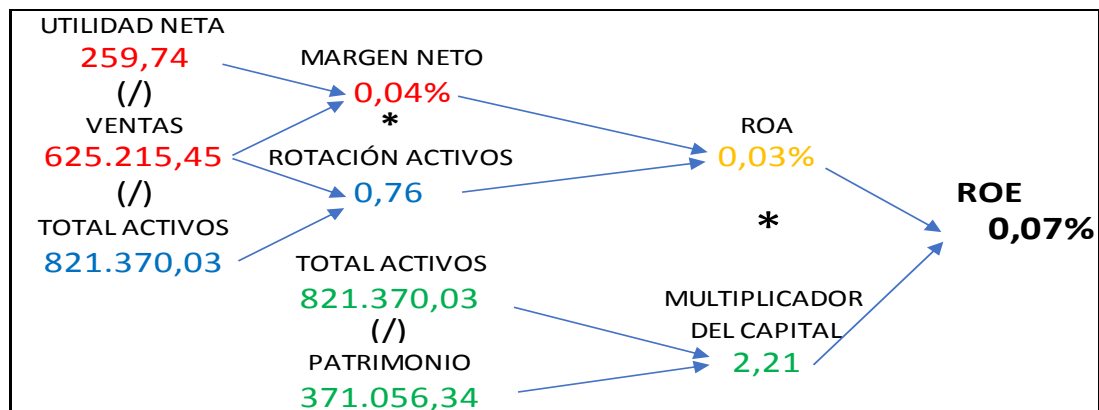 UTILIDAD NETA
259,74
(/)
VENTAS
625.215,45
(/)
TOTAL ACTIVOS
821.370,03
MARGEN NETO
0,04%
*
ROTACIÓN ACTIVOS
0,76
TOTAL ACTIVOS
821.370,03
(/)
PATRIMONIO
371.056,34
ROA
0,03%
*
MULTIPLICADOR
DEL CAPITAL
2,21
ROE
0,07%